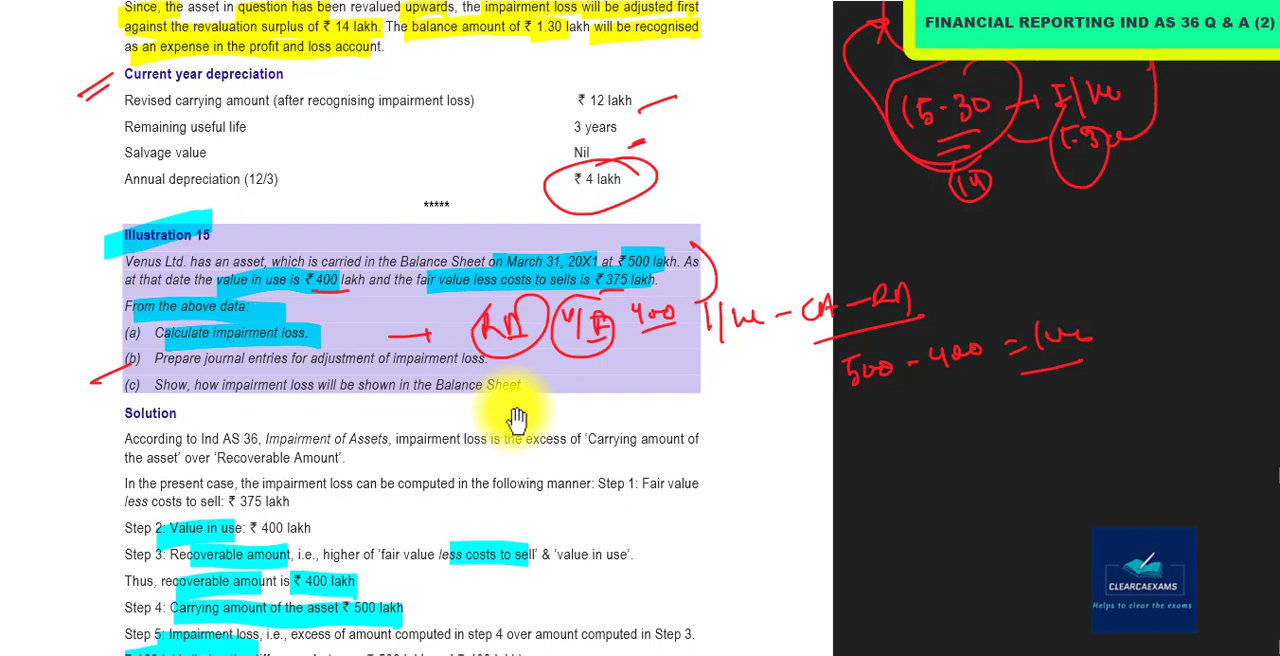 Since, the asset in question has been revalued upwards, the impairment loss will be adjusted first
against the revaluation surplus of ₹ 14 lakh. The balance amount of ₹ 1.30 lakh will be recognised
as an expense in the profit and loss account.
FINANCIAL REPORTING IND AS 36 Q & A (2)
Current year depreciation
Revised carrying amount (after recognising impairment loss) ₹ 12 lakh
Remaining useful life 3 years
Salvage value Nil
Annual depreciation (12/3) ₹ 4 lakh
*****
15.30
(14)
Illustration 15
Venus Ltd. has an asset, which is carried in the Balance Sheet on March 31, 20X1 at ₹ 500 lakh. As
at that date the value in use is ₹ 400 lakh and the fair value less costs to sells is ₹ 375 lakh.
From the above data:
(a) Calculate impairment loss.
(b) Prepare journal entries for adjustment of impairment loss.
(c) Show, how impairment loss will be shown in the Balance Sheet
RA 400 CA - RA
500 - 400 =
Solution
According to Ind AS 36, Impairment of Assets, impairment loss is the excess of ‘Carrying amount of
the asset’ over ‘Recoverable Amount’.
In the present case, the impairment loss can be computed in the following manner: Step 1: Fair value
less costs to sell: ₹ 375 lakh
Step 2: Value in use: ₹ 400 lakh
Step 3: Recoverable amount, i.e., higher of ‘fair value less costs to sell’ & ‘value in use’.
Thus, recoverable amount is ₹ 400 lakh
Step 4: Carrying amount of the asset ₹ 500 lakh
Step 5: Impairment loss, i.e., excess of amount computed in step 4 over amount computed in Step 3.
CLEARCAEXAMS
Helps to clear the exams